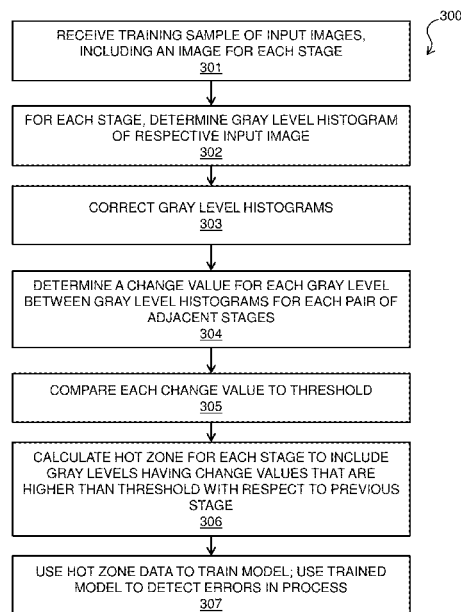 300
RECEIVE TRAINING SAMPLE OF INPUT IMAGES,
INCLUDING AN IMAGE FOR EACH STAGE
301
FOR EACH STAGE, DETERMINE GRAY LEVEL HISTOGRAM
OF RESPECTIVE INPUT IMAGE
302
CORRECT GRAY LEVEL HISTOGRAMS
303
DETERMINE A CHANGE VALUE FOR EACH GRAY LEVEL
BETWEEN GRAY LEVEL HISTOGRAMS FOR EACH PAIR OF
ADJACENT STAGES
304
COMPARE EACH CHANGE VALUE TO THRESHOLD
305
CALCULATE HOT ZONE FOR EACH STAGE TO INCLUDE
GRAY LEVELS HAVING CHANGE VALUES THAT ARE
HIGHER THAN THRESHOLD WITH RESPECT TO PREVIOUS
STAGE
306
USE HOT ZONE DATA TO TRAIN MODEL; USE TRAINED
MODEL TO DETECT ERRORS IN PROCESS
307